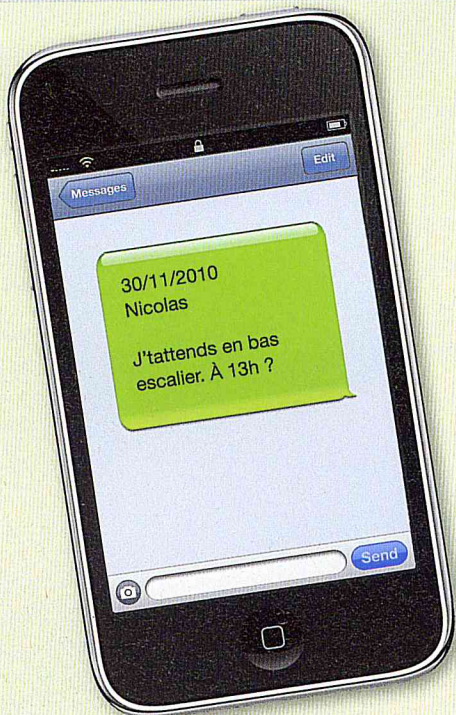 Messages
Edit
30/11/2010
Nicolas
J'tattends en bas
escalier. À 13h ?
Send